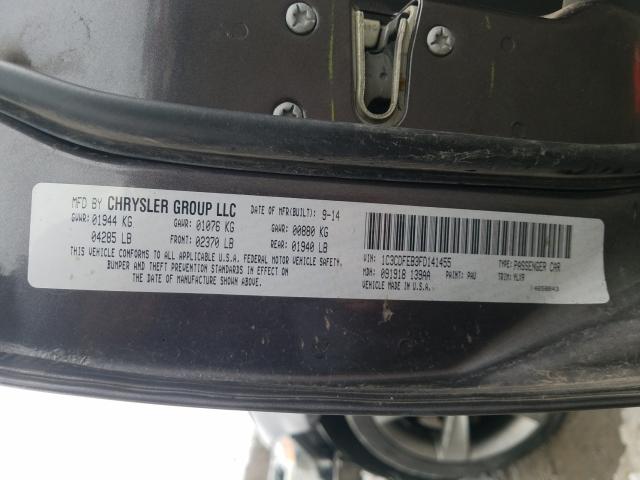 MFD BY CHRYSLER GROUP LLC DATE OF MFR(BUILT): 9-14
GVWR: 01944 KG GAWR: 01076 KG GAWR: 00880 KG
04285 LB FRONT: 02370 LB REAR: 01940 LB
THIS VEHICLE CONFORMS TO ALL APPLICABLE U.S.A. FEDERAL MOTOR VEHICLE SAFETY,
BUMPER AND THEFT PREVENTION STANDARDS IN EFFECT ON
THE DATE OF MANUFACTURE SHOWN ABOVE.
VIN: 1C3CDFEB3FD141455 TYPE: PASSENGER CAR
MDH: 091918 139AA PAINT: PAU TRIM: MLX9
VEHICLE MADE IN U.S.A.